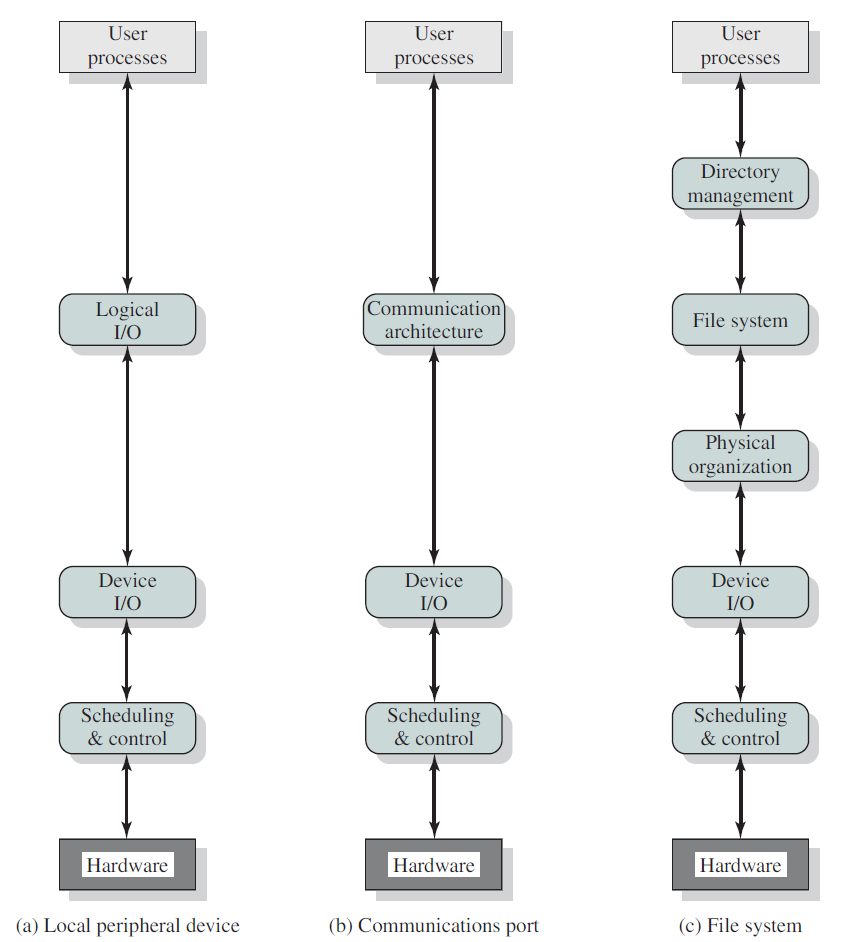 User
processes
Logical
I/O
Device
I/O
Scheduling
& control
Hardware
(a) Local peripheral device
User
processes
Communication
architecture
Device
I/O
Scheduling
& control
Hardware
(b) Communications port
User
processes
Directory
management
File system
Physical
organization
Device
I/O
Scheduling
& control
Hardware
(c) File system